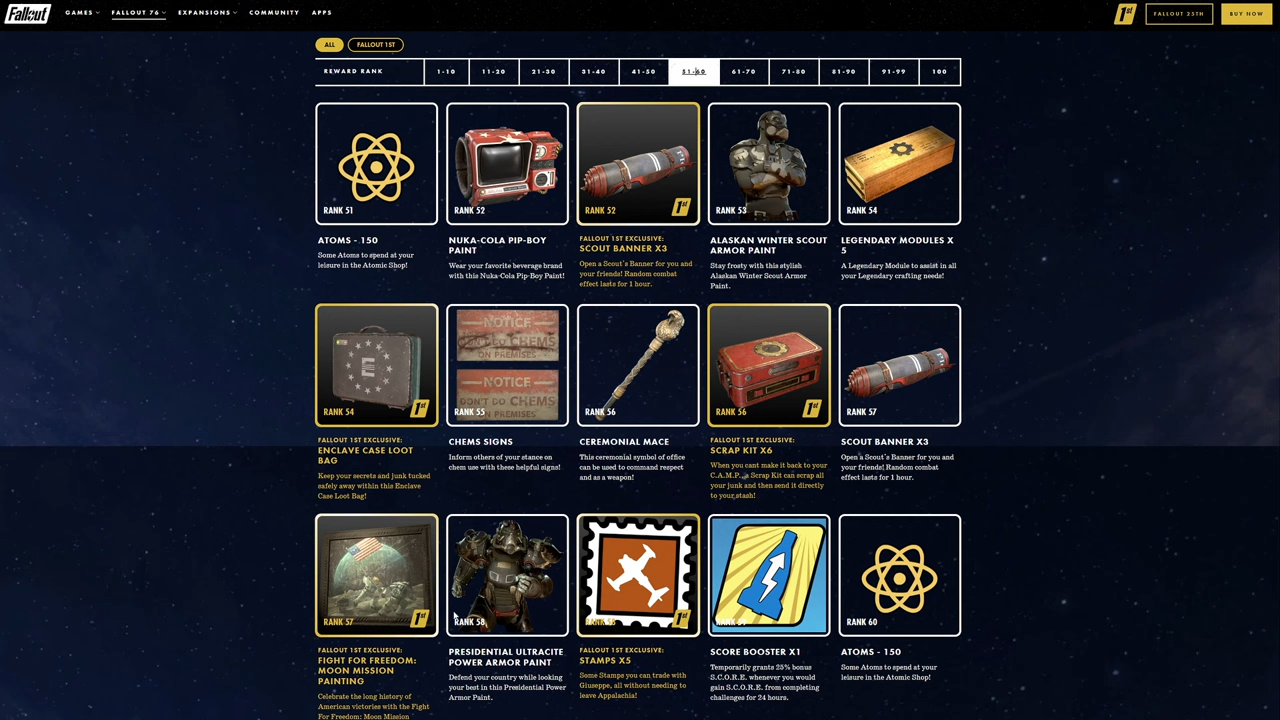 Fallout
GAMES
FALLOUT 76
EXPANSIONS
COMMUNITY
APPS
1st
FALLOUT 25TH
BUY NOW
ALL
FALLOUT 1ST
REWARD RANK
1-10
11-20
21-30
31-40
41-50
51-60
61-70
71-80
81-90
91-99
100
RANK 51
RANK 52
RANK 52
1st
RANK 53
RANK 54
ATOMS - 150
Some Atoms to spend at your
leisure in the Atomic Shop!
NUKA-COLA PIP-BOY
PAINT
Wear your favorite beverage brand
with this Nuka-Cola Pip-Boy Paint!
FALLOUT 1ST EXCLUSIVE:
SCOUT BANNER X3
Open a Scout's Banner for you and
your friends! Random combat
effect lasts for 1 hour.
ALASKAN WINTER SCOUT
ARMOR PAINT
Stay frosty with this stylish
Alaskan Winter Scout Armor
Paint.
LEGENDARY MODULES X
5
A Legendary Module to assist in all
your Legendary crafting needs!
E
RANK 54
1st
NOTICE
CHEMS
ON PREMISES
NOTICE
DON'T DO CHEMS
ON PREMISES
RANK 55
RANK 56
RANK 56
1st
RANK 57
FALLOUT 1ST EXCLUSIVE:
ENCLAVE CASE LOOT
BAG
Keep your secrets and junk tucked
safely away within this Enclave
Case Loot Bag!
CHEMS SIGNS
Inform others of your stance on
chem use with these helpful signs!
CEREMONIAL MACE
This ceremonial symbol of office
can be used to command respect
and as a weapon!
FALLOUT 1ST EXCLUSIVE:
SCRAP KIT X6
When you cant make it back to your
C.A.M.P., a Scrap Kit can scrap all
your junk and then send it directly
to your stash!
SCOUT BANNER X3
Open a Scout's Banner for you and
your friends! Random combat
effect lasts for 1 hour.
RANK 57
1st
RANK 58
1st
RANK 60
FALLOUT 1ST EXCLUSIVE:
FIGHT FOR FREEDOM:
MOON MISSION
PAINTING
Celebrate the long history of
American victories with the Fight
For Freedom: Moon Mission
PRESIDENTIAL ULTRACITE
POWER ARMOR PAINT
Defend your country while looking
your best in this Presidential Power
Armor Paint.
FALLOUT 1ST EXCLUSIVE:
STAMPS X5
Some Stamps you can trade with
Giuseppe, all without needing to
leave Appalachia!
SCORE BOOSTER X1
Temporarily grants 25% bonus
S.C.O.R.E. whenever you would
gain S.C.O.R.E. from completing
challenges for 24 hours.
ATOMS - 150
Some Atoms to spend at your
leisure in the Atomic Shop!